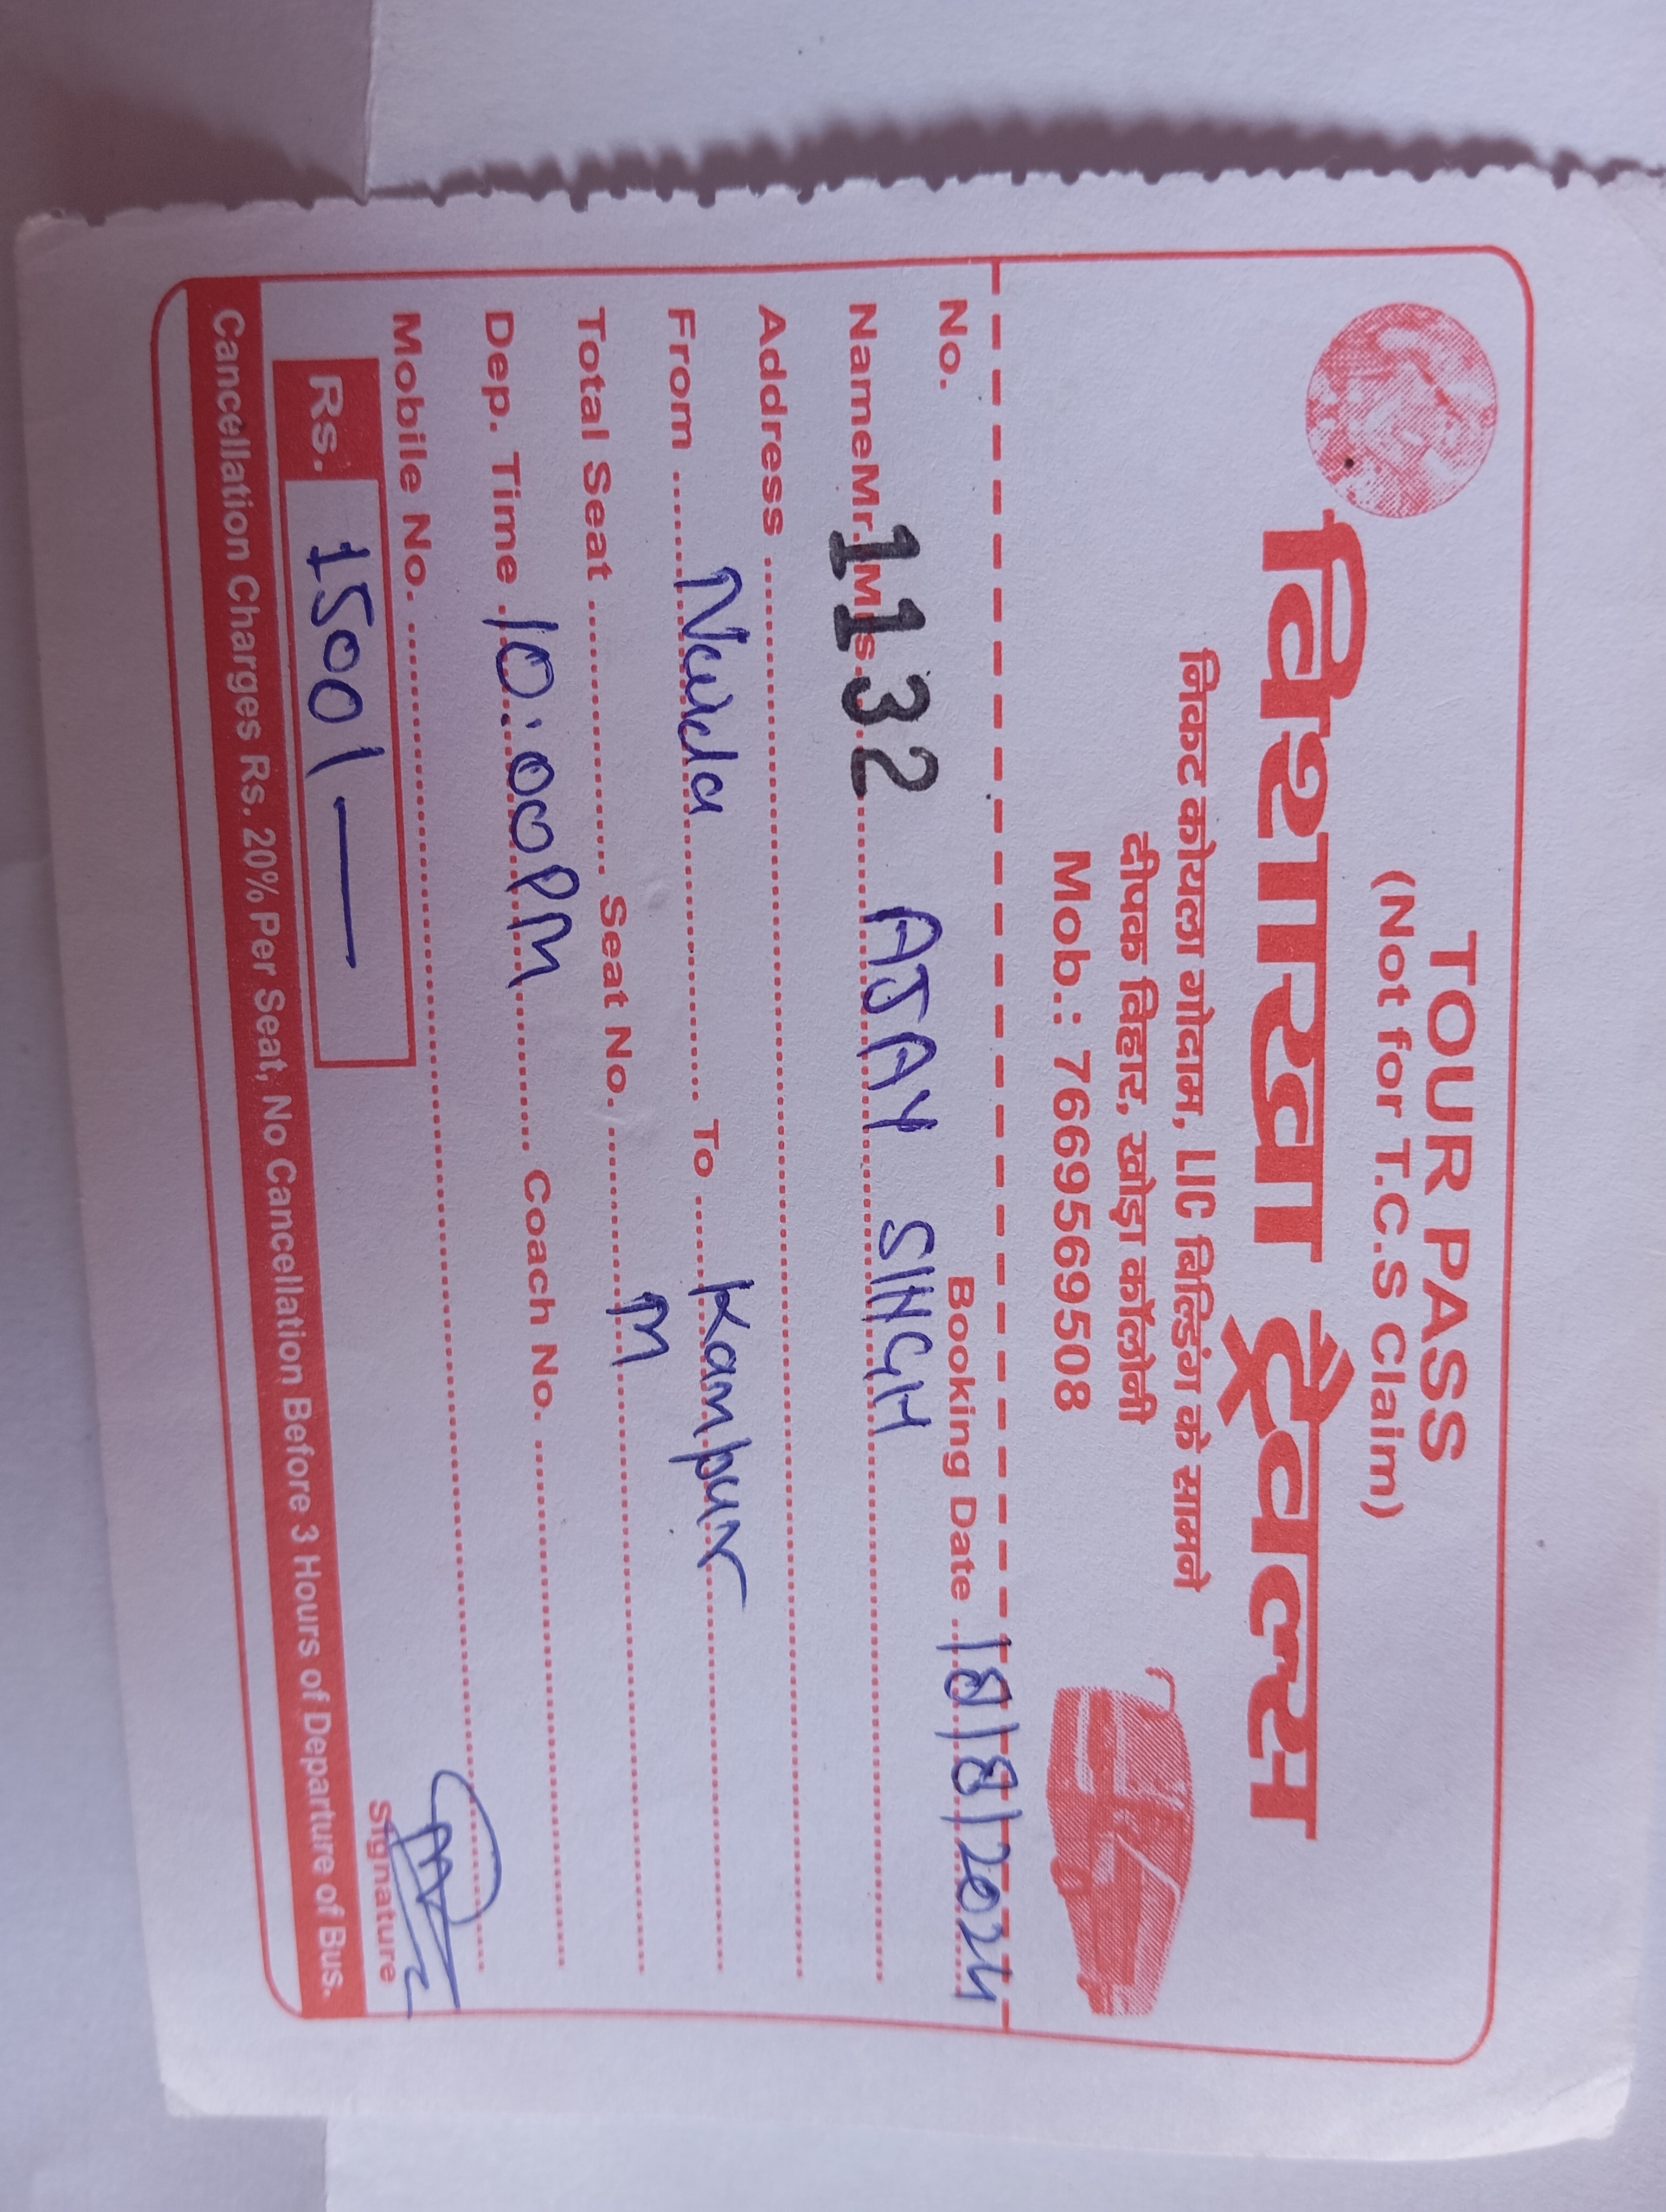 TOUR PASS
(Not for T.C.S Claim)
विशाखा ट्रैवल्स
निकट कोयला गोदाम, LIC बिल्डिंग के सामने
दीपक विहार, खोड़ा कॉलोनी
Mob.: 7669569508
No. 1132 Booking Date 18/8/2024
Name Mr. Ms. AJAY SINGH
Address
From To Kanpur
Total Seat Seat No. M
Dep. Time 10:00PM Coach No.
Mobile No.
Rs. 1500/—
Signature
Cancellation Charges Rs. 20% Per Seat, No Cancellation Before 3 Hours of Departure of Bus.